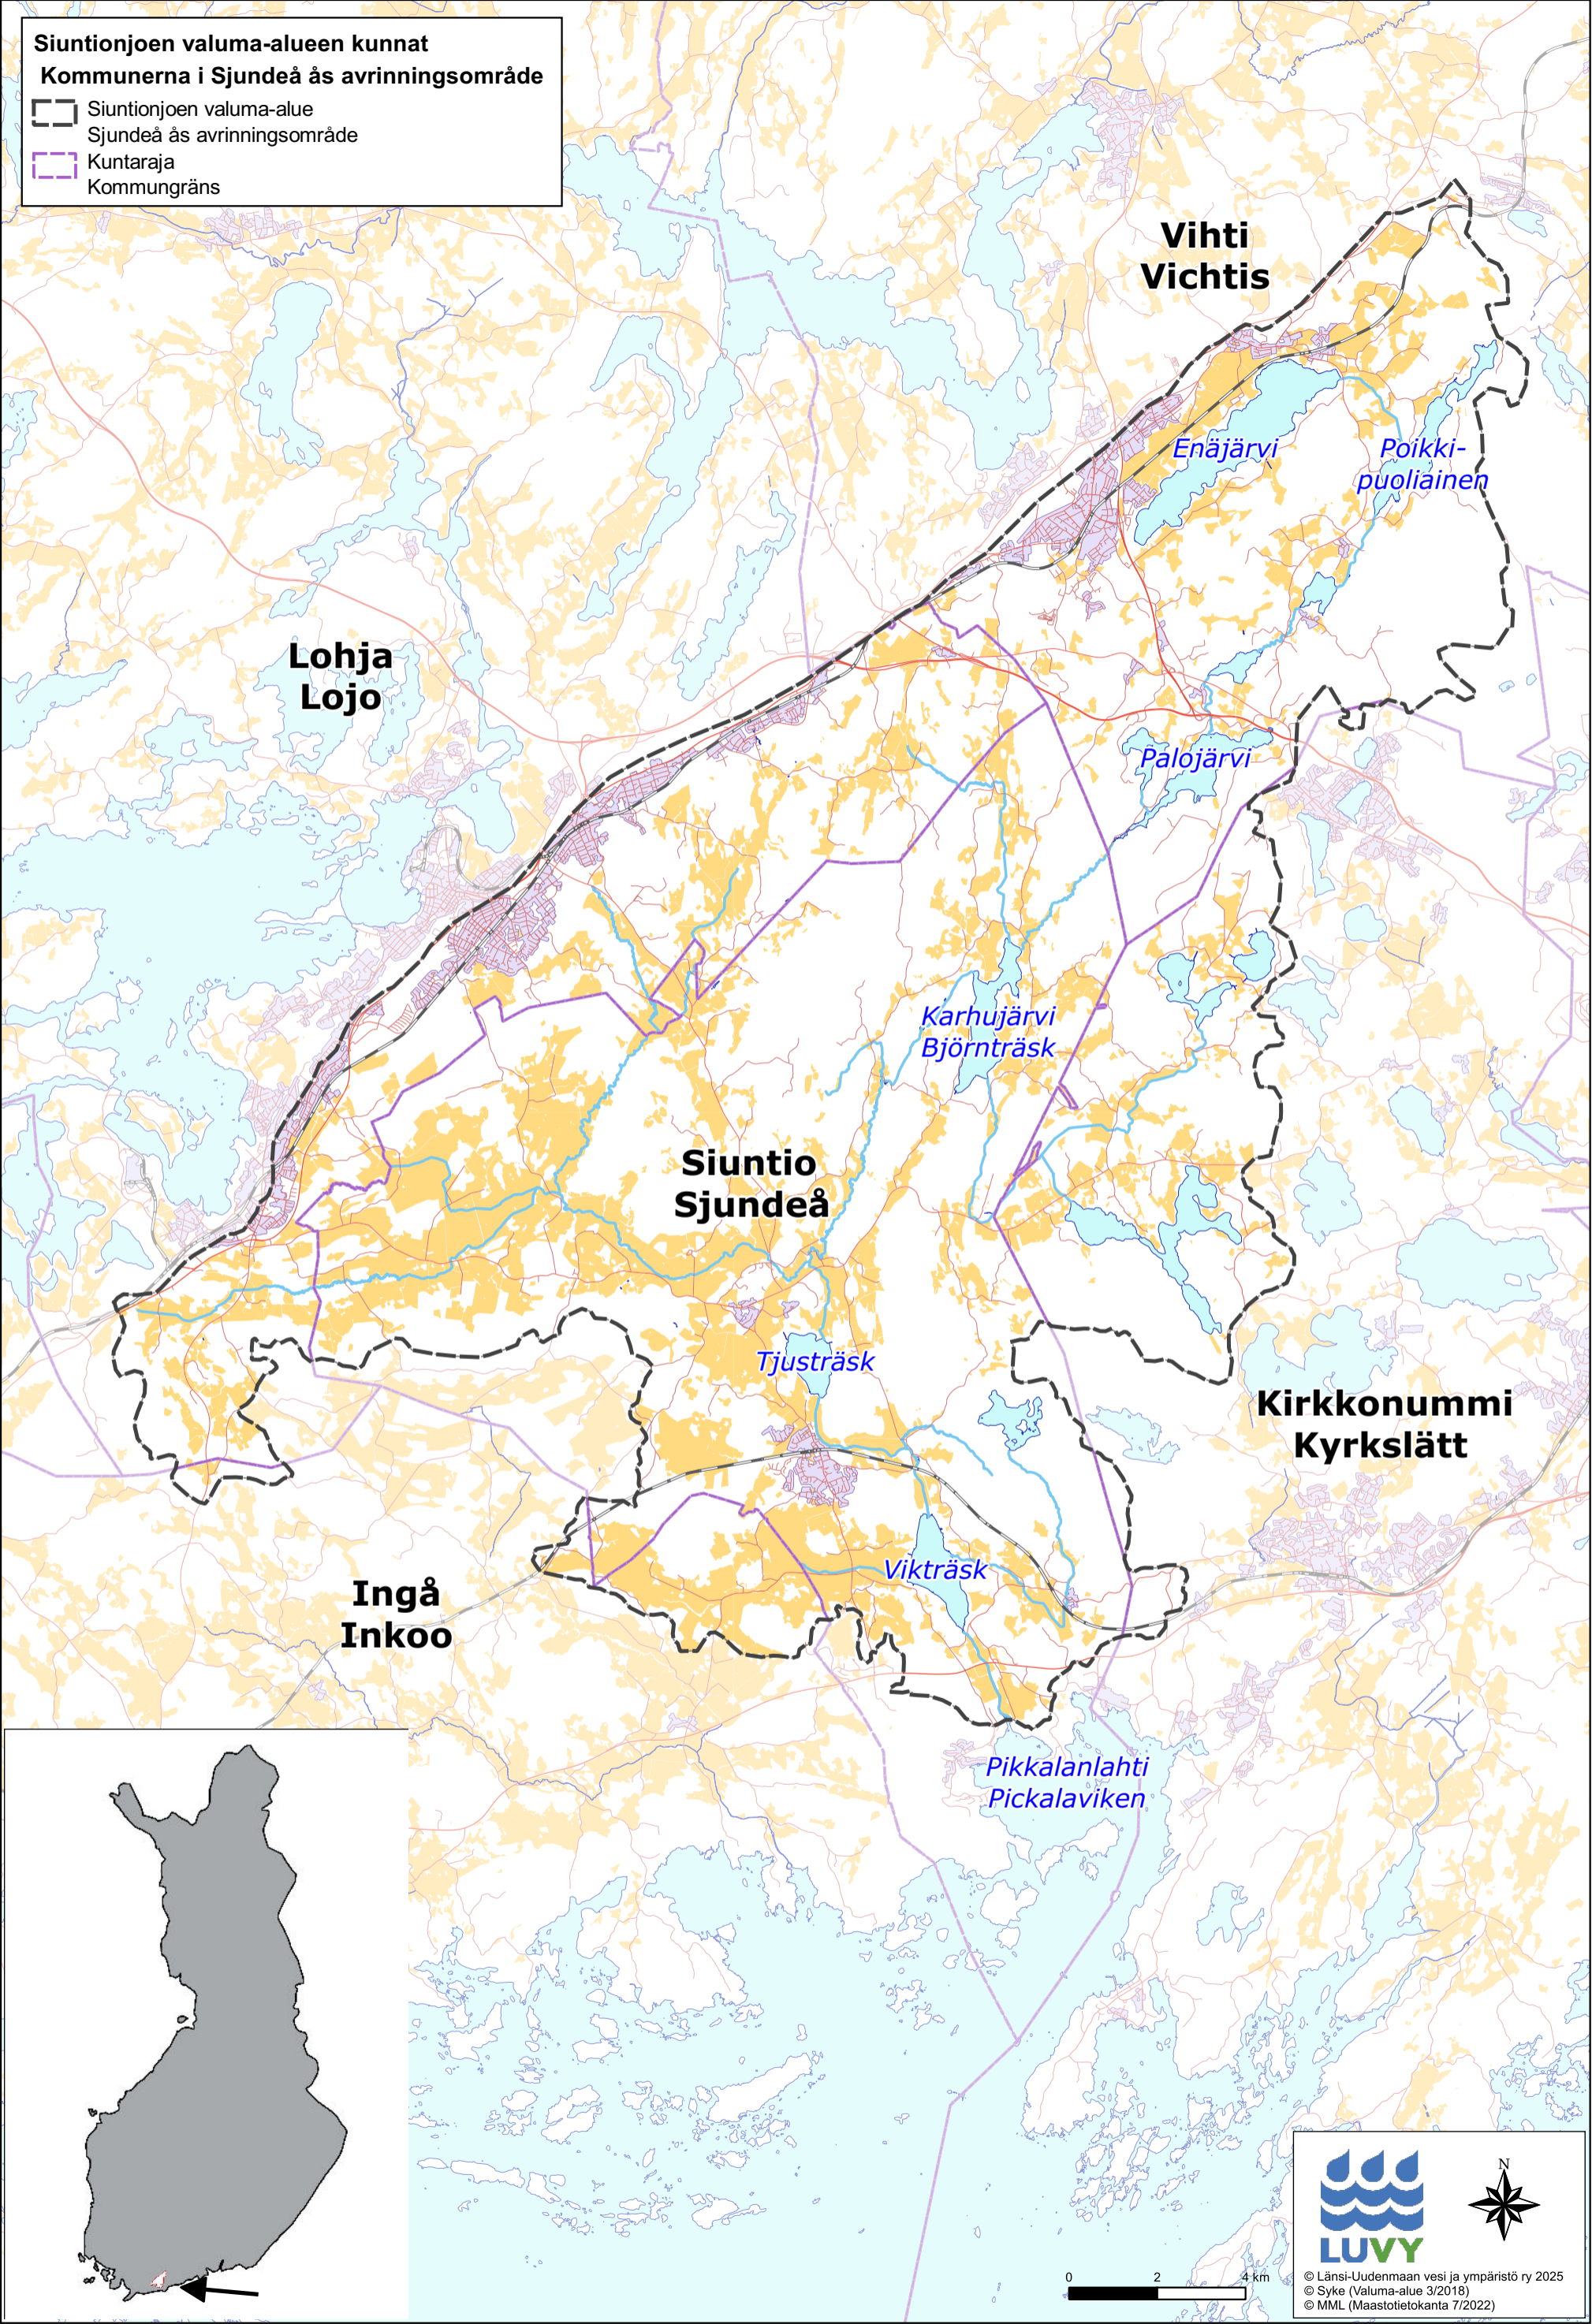 Siuntionjoen valuma-alueen kunnat
Kommunerna i Sjundeå ås avrinningsområde
Siuntionjoen valuma-alue
Sjundeå ås avrinningsområde
Kuntaraja
Kommungräns
Vihti
Vichtis
Enäjärvi
Poikki-
puoliainen
Lohja
Lojo
Palojärvi
Karhujärvi
Björnträsk
Siuntio
Sjundeå
Tjusträsk
Kirkkonummi
Kyrkslätt
Vikträsk
Ingå
Inkoo
Pikkalanlahti
Pickalaviken
N
LUVY
0 2 4 km
© Länsi-Uudenmaan vesi ja ympäristö ry 2025
© Syke (Valuma-alue 3/2018)
© MML (Maastotietokanta 7/2022)